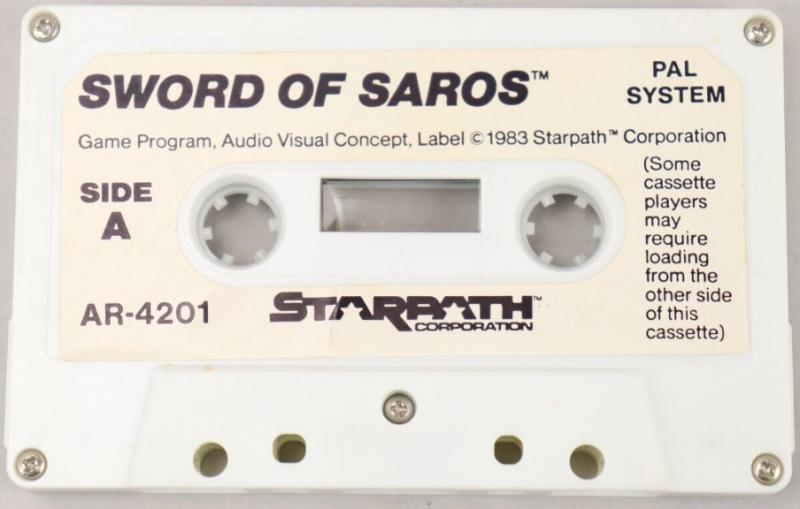 SWORD OF SAROS™
PAL
SYSTEM
Game Program, Audio Visual Concept, Label ©1983 Starpath™ Corporation
SIDE
A
(Some
cassette
players
may
require
loading
from the
other side
of this
cassette)
AR-4201
STARPATH™
CORPORATION